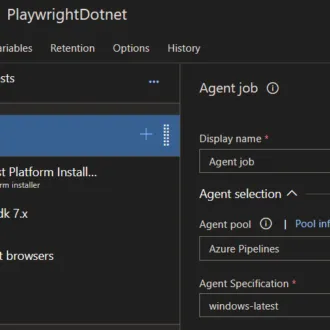 PlaywrightDotnet
ariables Retention Options History
sts
...
Agent job
Display name *
Agent job
st Platform Install...
rm installer
Agent selection
dk 7.x
Agent pool | Pool inf
Azure Pipelines
t browsers
Agent Specification *
windows-latest